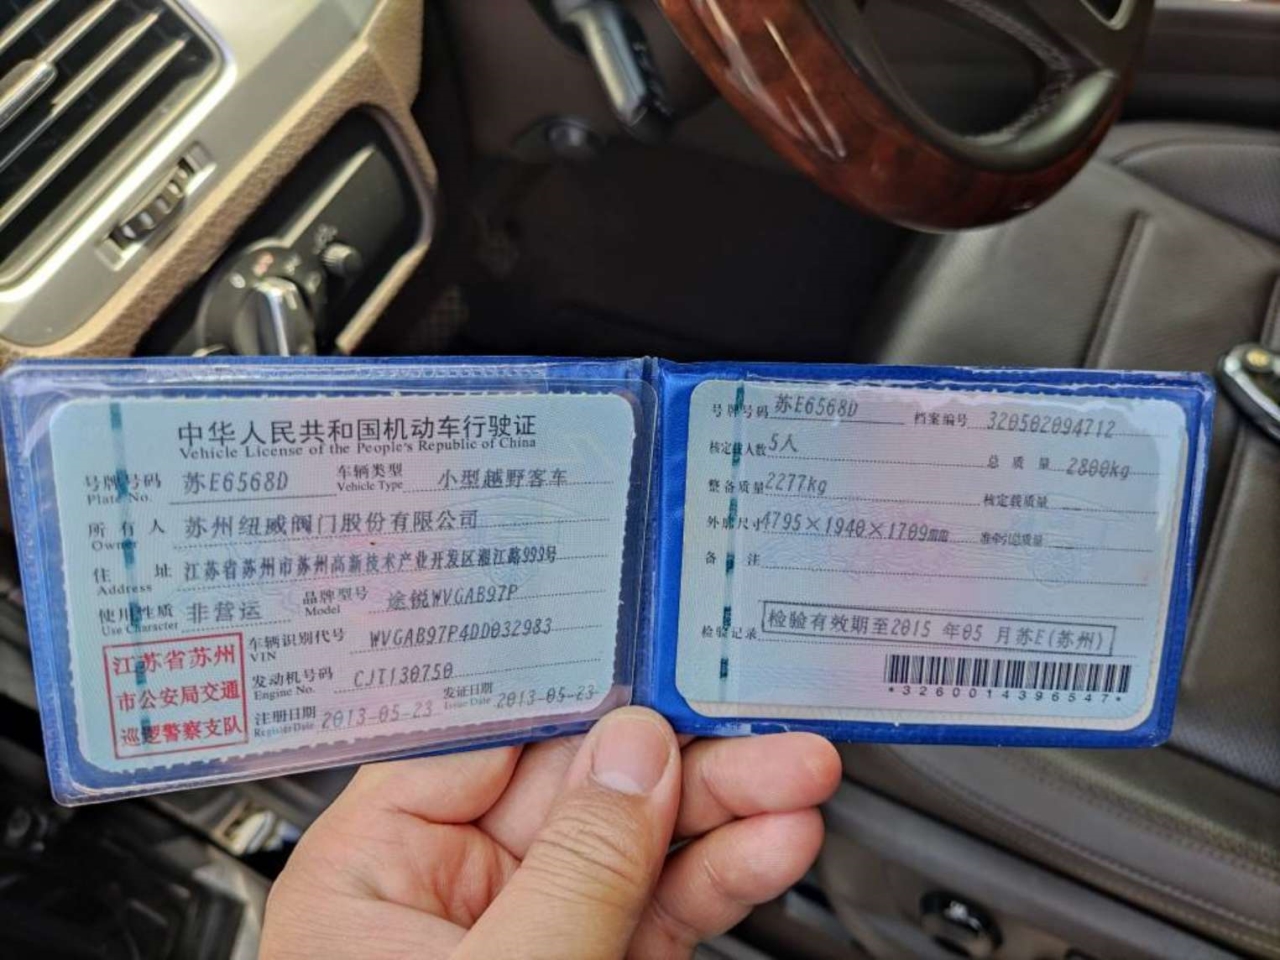 中华人民共和国机动车行驶证
Vehicle License of the People's Republic of China
号牌号码 苏E6568D 车辆类型 小型越野客车
Plate No. Vehicle Type
所有人 苏州纽威阀门股份有限公司
Owner
住址 江苏省苏州市苏州高新技术产业开发区湘江路999号
Address
使用性质 非营运 品牌型号 途锐WVGAB97P
Use Character Model
江苏省苏州
市公安局交通
巡逻警察支队
车辆识别代号 WVGAB97P4DD032983
VIN
发动机号码 CJT130750
Engine No.
注册日期 2013-05-23 发证日期 2013-05-23
Register Date Issue Date
号牌号码 苏E6568D 档案编号 320502094712
核定载人数 5人 总质量 2800kg
整备质量 2277kg 核定载质量
外廓尺寸 4795×1940×1709mm 准牵引总质量
备注
检验记录 检验有效期至2015年05月苏E(苏州)
*3260014396547*